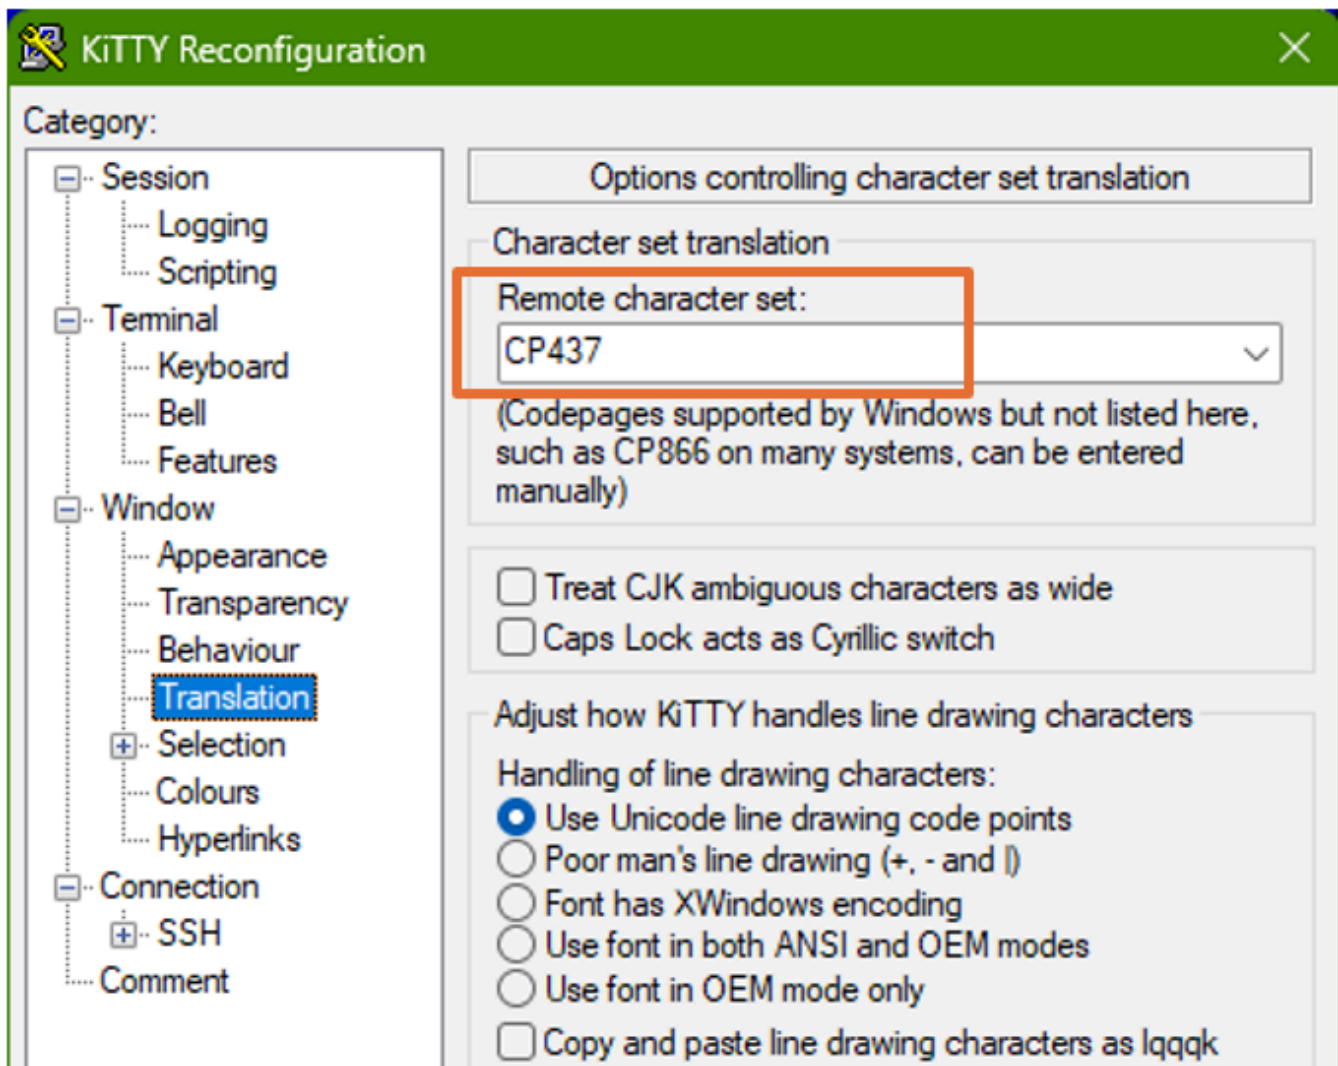 KiTTY Reconfiguration
Category:
Session
Logging
Scripting
Terminal
Keyboard
Bell
Features
Window
Appearance
Transparency
Behaviour
Translation
Selection
Colours
Hyperlinks
Connection
SSH
Comment
Options controlling character set translation
Character set translation
Remote character set:
CP437
(Codepages supported by Windows but not listed here,
such as CP866 on many systems, can be entered
manually)
Treat CJK ambiguous characters as wide
Caps Lock acts as Cyrillic switch
Adjust how KiTTY handles line drawing characters
Handling of line drawing characters:
Use Unicode line drawing code points
Poor man's line drawing (+, - and |)
Font has XWindows encoding
Use font in both ANSI and OEM modes
Use font in OEM mode only
Copy and paste line drawing characters as lqqqk